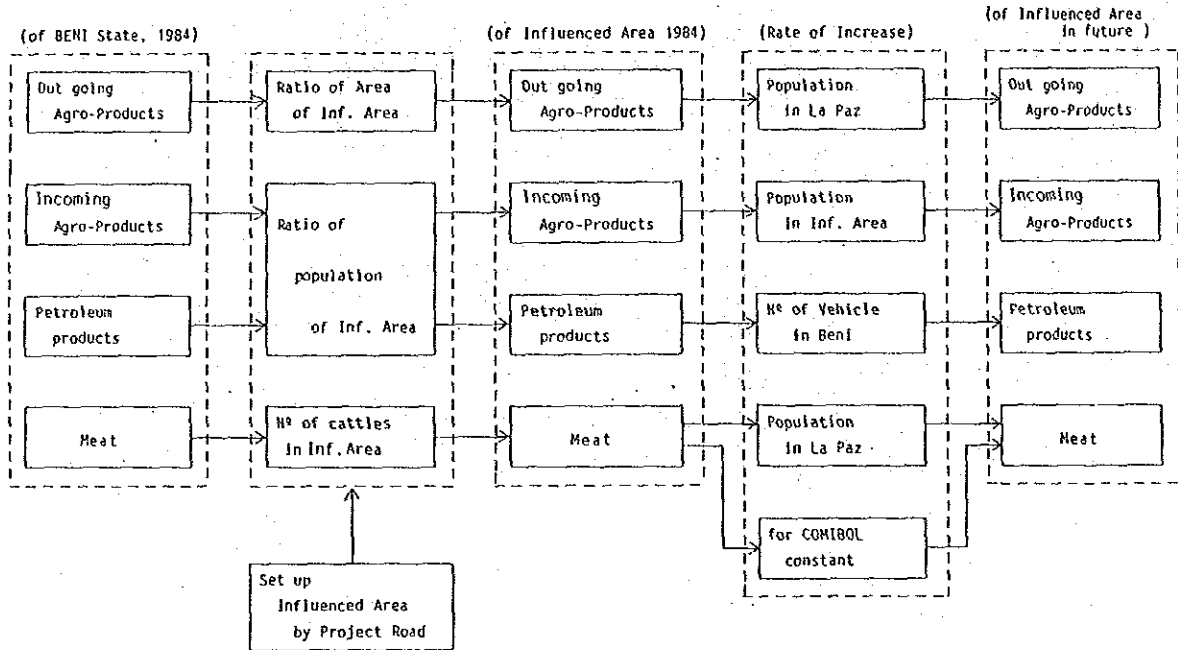 (of BENI State, 1984)
Out going
Agro-Products
Incoming
Agro-Products
Petroleum
products
Meat
Ratio of Area
of Inf. Area
Ratio of
population
of Inf. Area
Nº of cattles
in Inf. Area
Set up
Influenced Area
by Project Road
(of Influenced Area 1984)
Out going
Agro-Products
Incoming
Agro-Products
Petroleum
products
Meat
(Rate of Increase)
Population
in La Paz
Population
in Inf. Area
Nº of Vehicle
in Beni
Population
in La Paz
for COMIBOL
constant
(of Influenced Area
in future )
Out going
Agro-Products
Incoming
Agro-Products
Petroleum
products
Meat